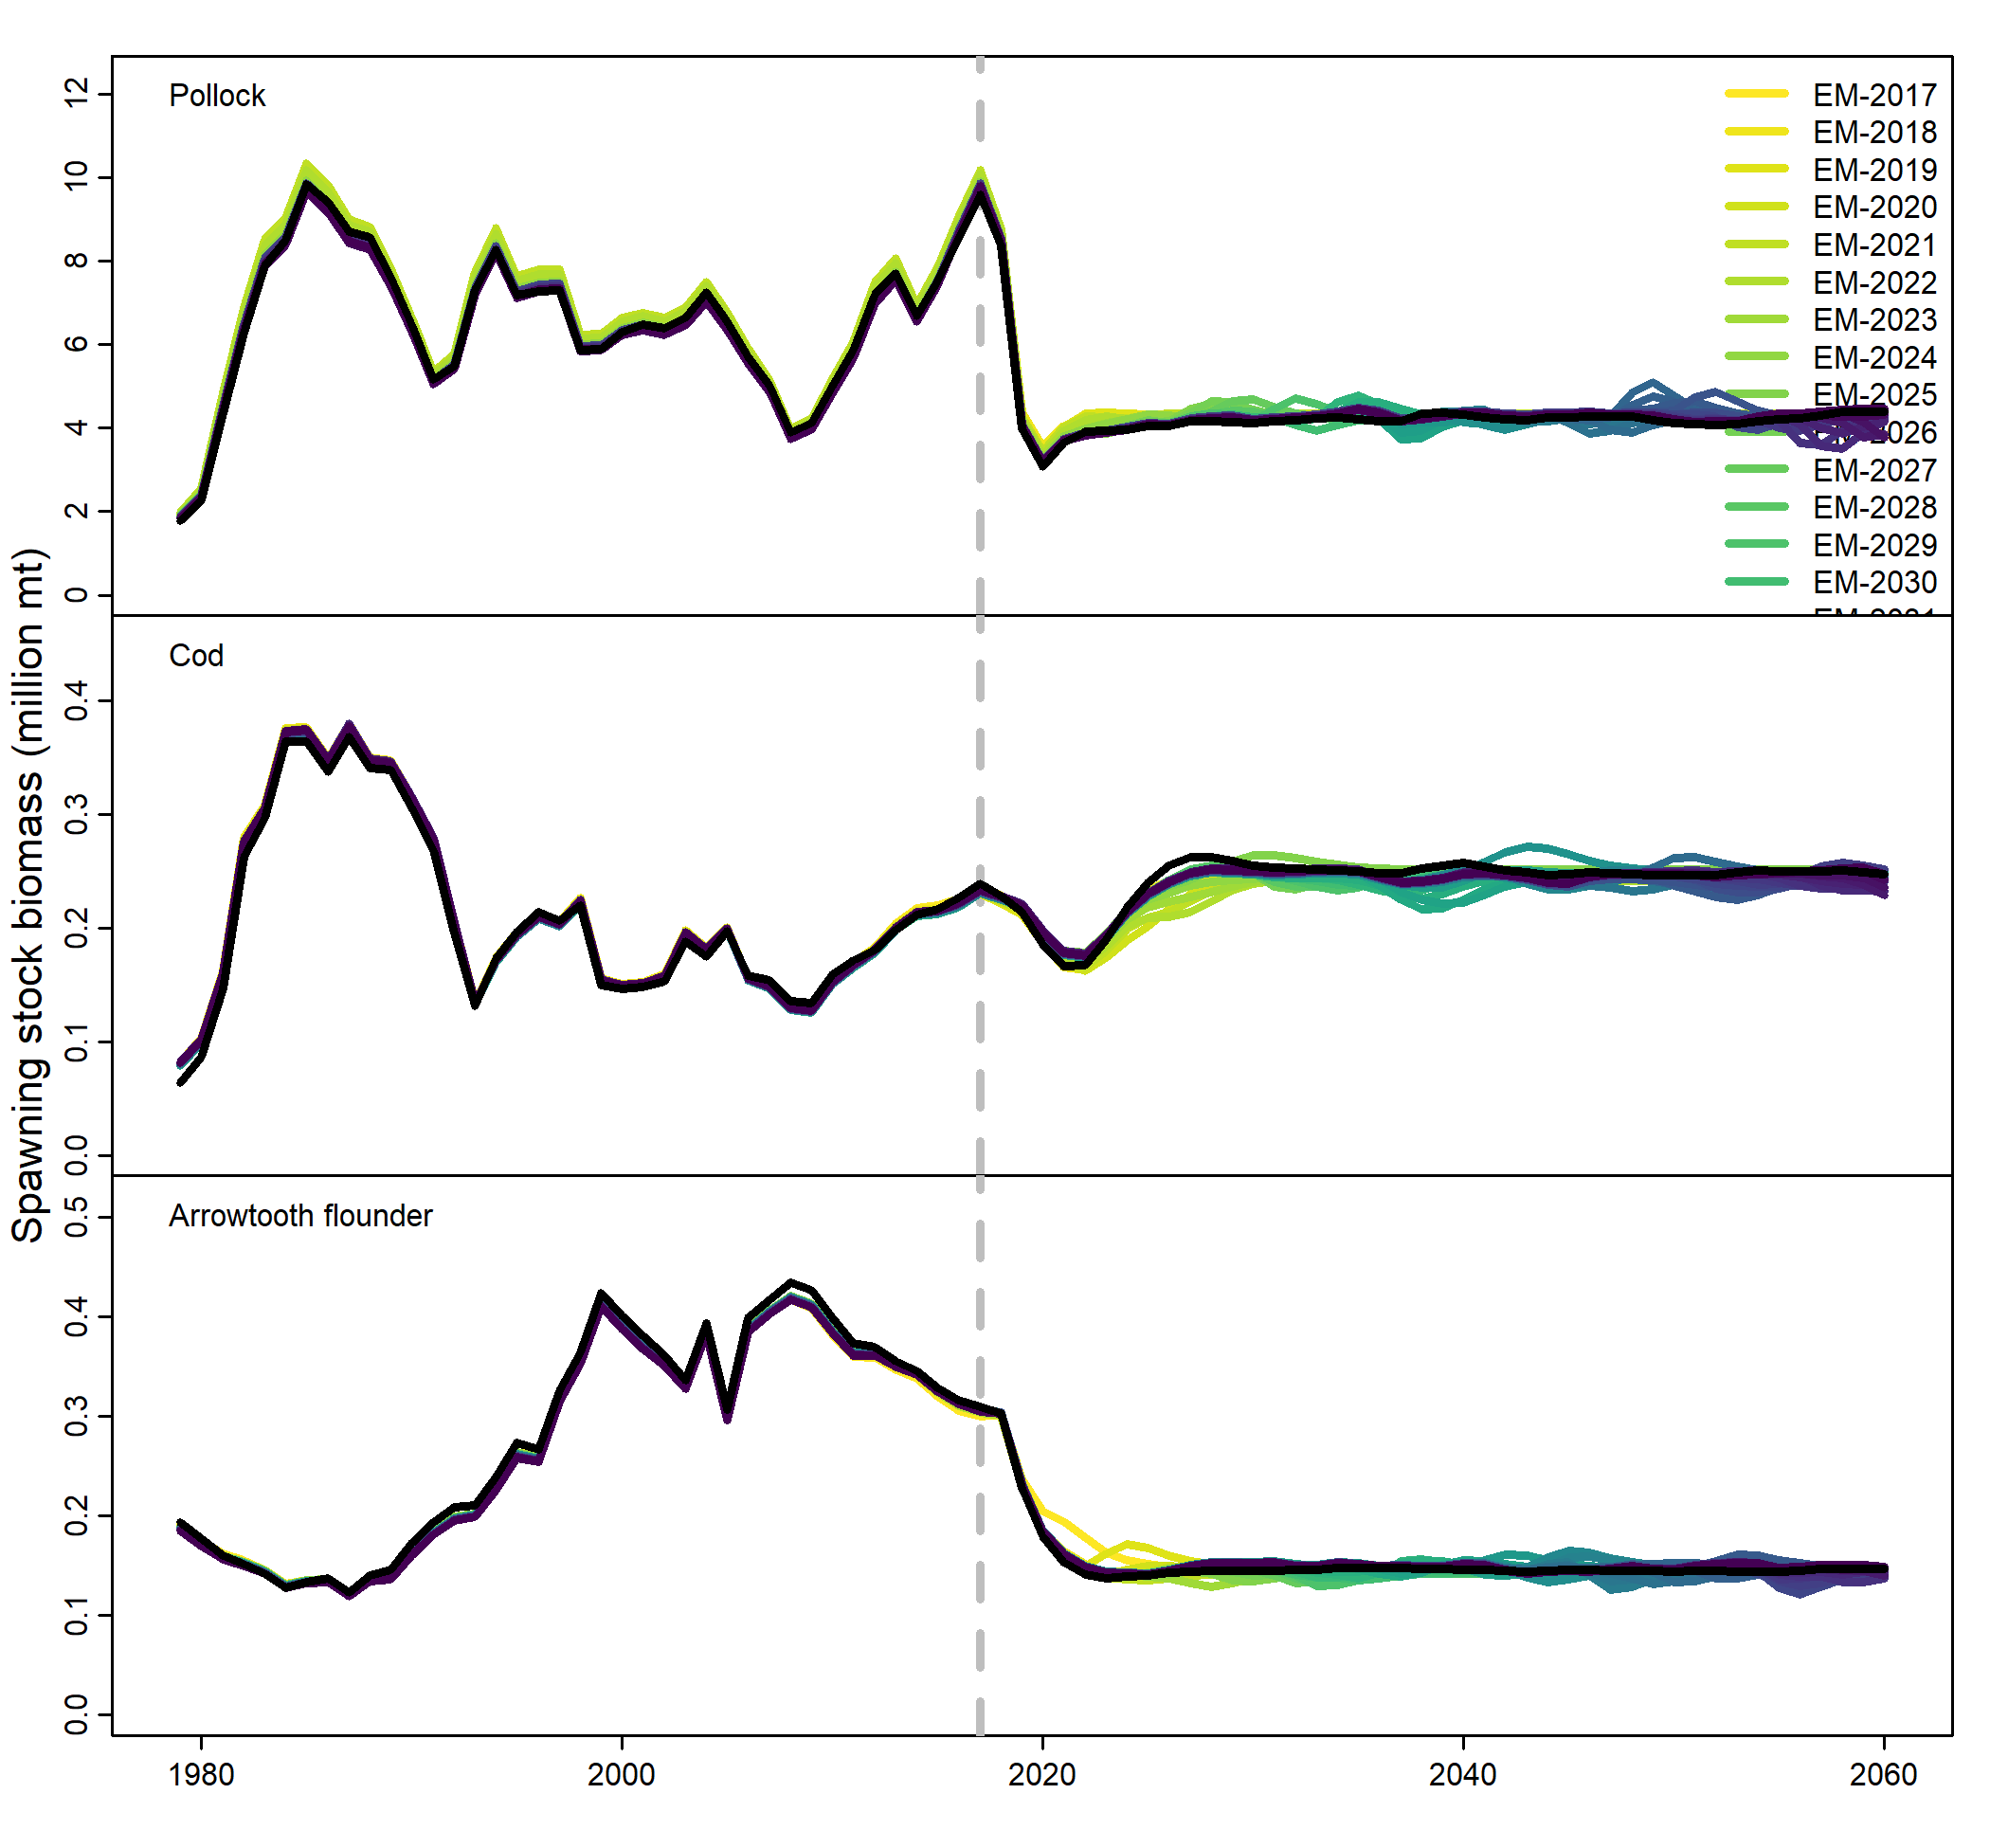 Spawning stock biomass (million mt)
Pollock
12
10
8
6
4
2
0
EM-2017
EM-2018
EM-2019
EM-2020
EM-2021
EM-2022
EM-2023
EM-2024
EM-2025
2026
EM-2027
EM-2028
EM-2029
EM-2030
Cod
0.4
0.3
0.2
0.1
0.0
Arrowtooth flounder
0.5
0.4
0.3
0.2
0.1
0.0
1980 2000 2020 2040 2060